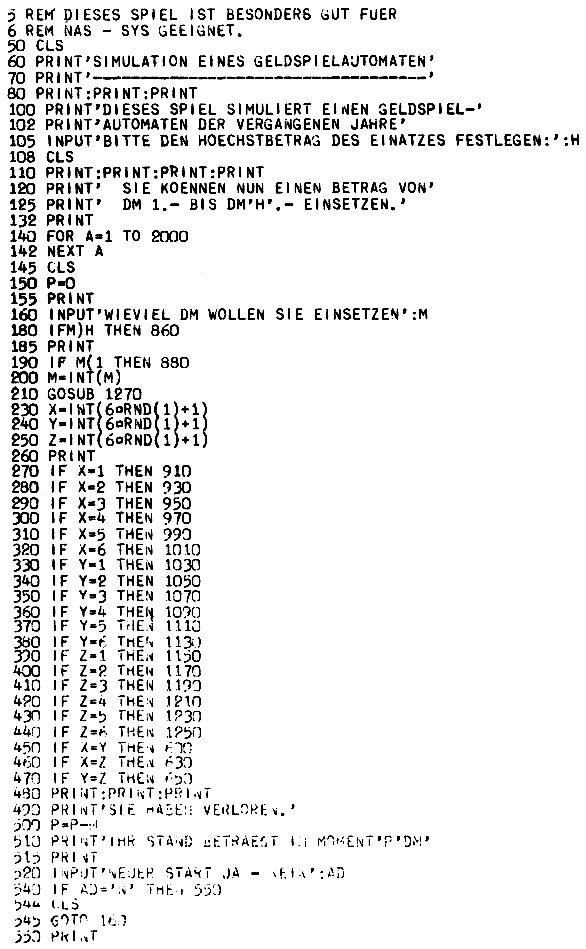 5 REM DIESES SPIEL IST BESONDERS GUT FUER
6 REM NAS - SYS GEEIGNET.
50 CLS
60 PRINT'SIMULATION EINES GELDSPIELAUTOMATEN'
70 PRINT'-----------------------------------'
80 PRINT:PRINT:PRINT
100 PRINT'DIESES SPIEL SIMULIERT EINEN GELDSPIEL-'
102 PRINT'AUTOMATEN DER VERGANGENEN JAHRE'
105 INPUT'BITTE DEN HOECHSTBETRAG DES EINATZES FESTLEGEN:':H
108 CLS
110 PRINT:PRINT:PRINT:PRINT
120 PRINT'  SIE KOENNEN NUN EINEN BETRAG VON'
125 PRINT'  DM 1.- BIS DM'H'.- EINSETZEN.'
132 PRINT
140 FOR A=1 TO 2000
142 NEXT A
145 CLS
150 P=0
155 PRINT
160 INPUT'WIEVIEL DM WOLLEN SIE EINSETZEN':M
180 IFM)H THEN 860
185 PRINT
190 IF M(1 THEN 880
200 M=INT(M)
210 GOSUB 1270
230 X=INT(6¤RND(1)+1)
240 Y=INT(6¤RND(1)+1)
250 Z=INT(6¤RND(1)+1)
260 PRINT
270 IF X=1 THEN 910
280 IF X=2 THEN 930
290 IF X=3 THEN 950
300 IF X=4 THEN 970
310 IF X=5 THEN 990
320 IF X=6 THEN 1010
330 IF Y=1 THEN 1030
340 IF Y=2 THEN 1050
350 IF Y=3 THEN 1070
360 IF Y=4 THEN 1090
370 IF Y=5 THEN 1110
380 IF Y=6 THEN 1130
390 IF Z=1 THEN 1150
400 IF Z=2 THEN 1170
410 IF Z=3 THEN 1190
420 IF Z=4 THEN 1210
430 IF Z=5 THEN 1230
440 IF Z=6 THEN 1250
450 IF X=Y THEN
460 IF X=Z THEN 630
470 IF Y=Z THEN 650
480 PRINT:PRINT:PRINT
490 PRINT'SIE HABEN VERLOREN.'
500 P=P-M
510 PRINT'IHR STAND BETRAEGT IM MOMENT'P'DM'
515 PRINT
520 INPUT'NEUER START JA - NEIN':A¤
540 IF A¤='N' THEN 550
544 CLS
545 GOTO 160
550 PRINT